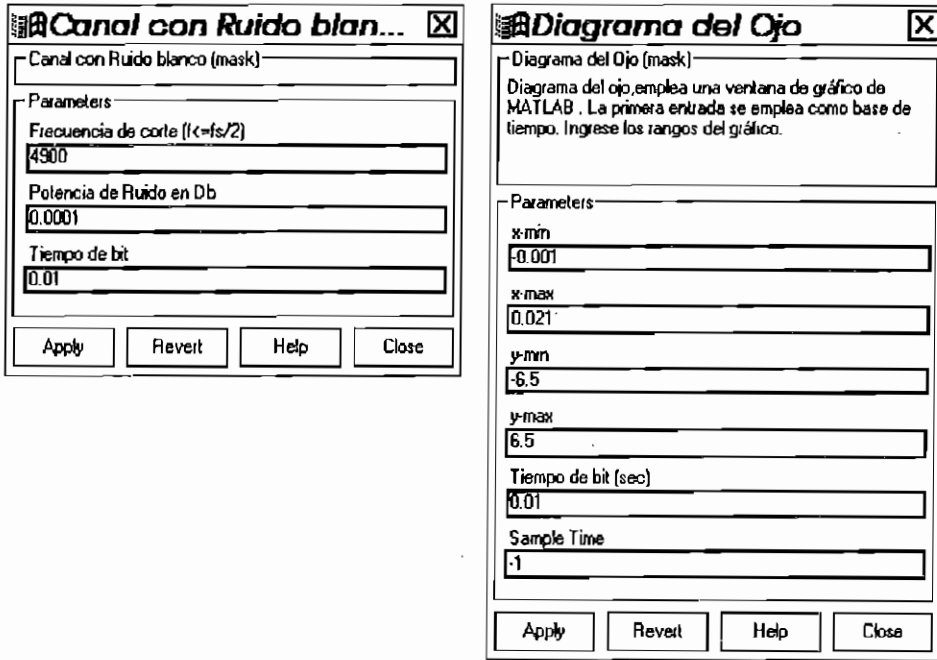 Canal con Ruido blan...
Canal con Ruido blanco (mask)
Parameters
Frecuencia de corte (f<=fs/2)
4900
Potencia de Ruido en Db
0.0001
Tiempo de bit
0.01
Apply
Revert
Help
Close
Diagrama del Ojo
Diagrama del Ojo (mask)
Diagrama del ojo,emplea una ventana de gráfico de
MATLAB . La primera entrada se emplea como base de
tiempo. Ingrese los rangos del gráfico.
Parameters
x-min
-0.001
x-max
0.021
y-min
-6.5
y-max
6.5
Tiempo de bit (sec)
0.01
Sample Time
-1
Apply
Revert
Help
Close